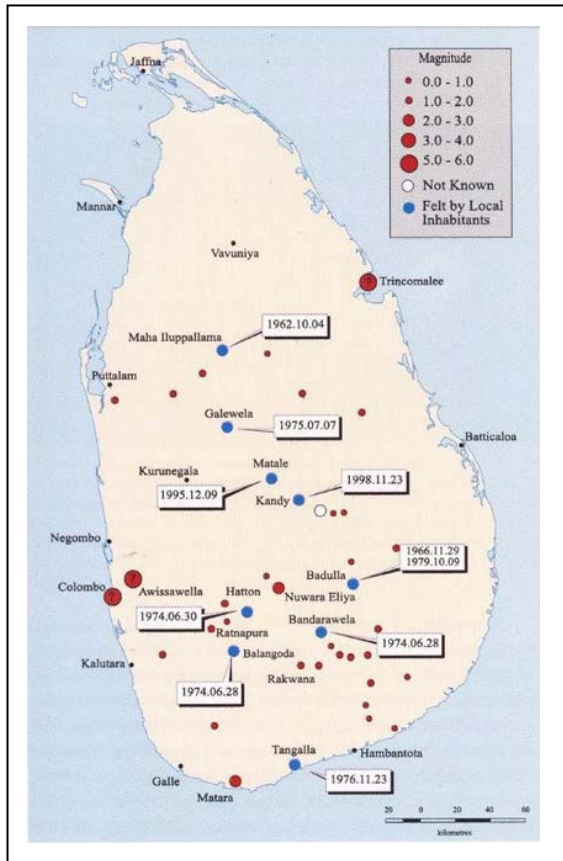 Jaffna
Magnitude
0.0 - 1.0
1.0 - 2.0
2.0 - 3.0
3.0 - 4.0
5.0 - 6.0
Not Known
Felt by Local
Inhabitants
Mannar
Vavuniya
?
Trincomalee
1962.10.04
Maha Iluppallama
Puttalam
Galewela
1975.07.07
Batticaloa
Kurunegala
Matale
1995.12.09
Kandy
1998.11.23
Negombo
1966.11.29
1979.10.09
Badulla
?
Colombo
?
Awissawella
Hatton
Nuwara Eliya
1974.06.30
Ratnapura
Bandarawela
1974.06.28
Kalutara
Balangoda
Rakwana
1974.06.28
Tangalla
Hambantota
Galle
1976.11.23
Matara
20 0 20 40 60
kilometres